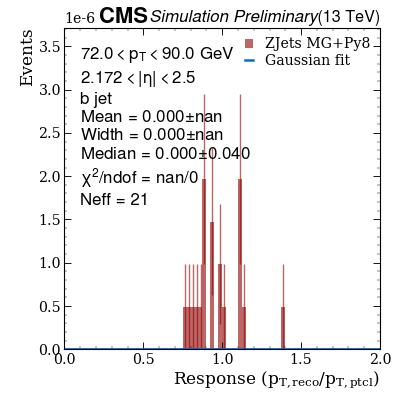 1e-6 CMS Simulation Preliminary (13 TeV)
Events
72.0 < p_T < 90.0 GeV
2.172 < |η| < 2.5
b jet
Mean = 0.000±nan
Width = 0.000±nan
Median = 0.000±0.040
χ²/ndof = nan/0
Neff = 21
ZJets MG+Py8
Gaussian fit
3.5
3.0
2.5
2.0
1.5
1.0
0.5
0.0
0.0 0.5 1.0 1.5 2.0
Response (p_T,reco/p_T,ptcl)